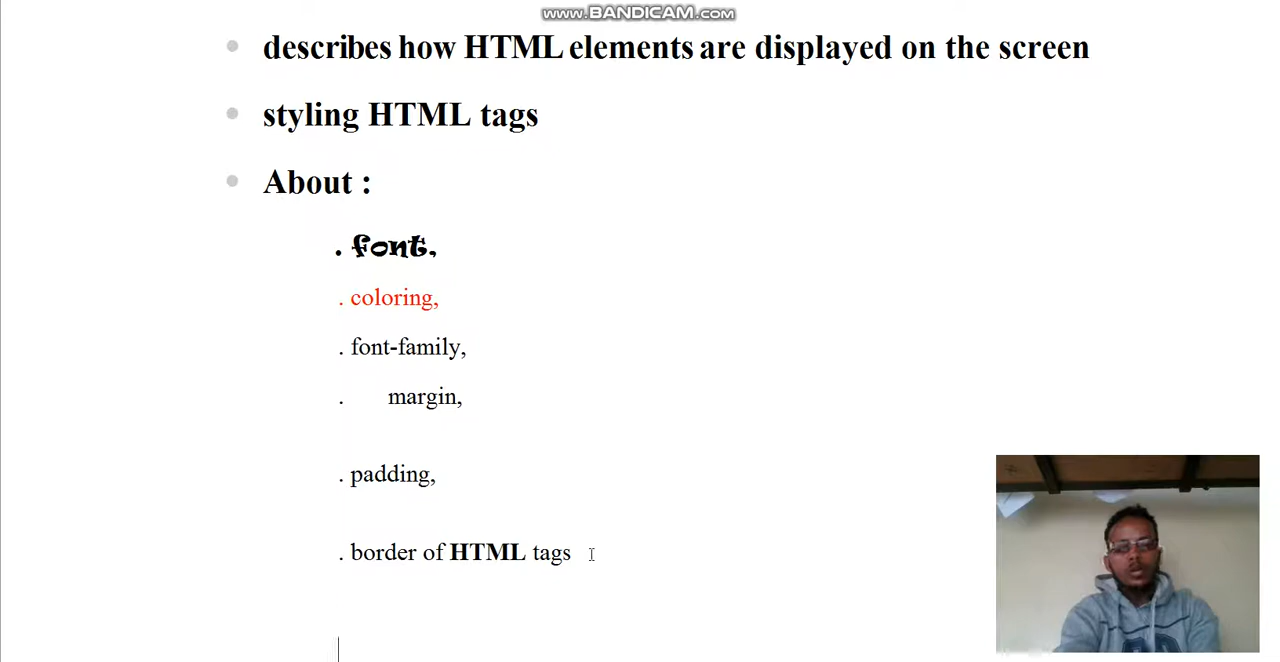 www.BANDICAM.com
describes how HTML elements are displayed on the screen
styling HTML tags
About :
. font,
. coloring,
. font-family,
. margin,
. padding,
. border of HTML tags